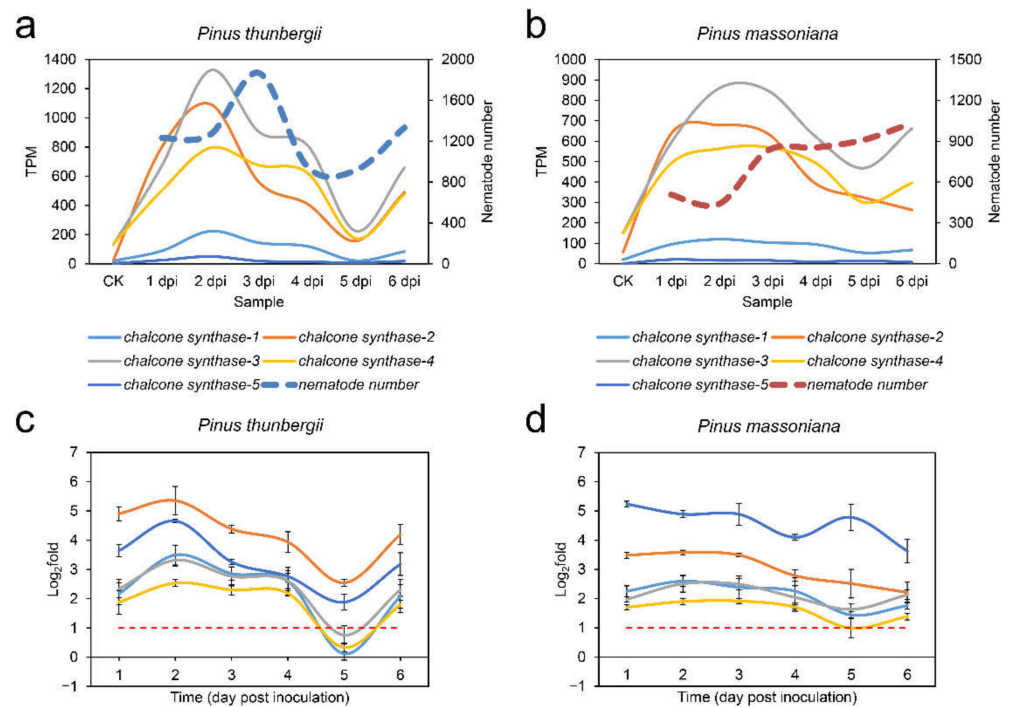 a
Pinus thunbergii
1400
1200
1000
800
600
400
200
0
TPM
2000
1600
1200
800
400
0
Nematode number
CK 1 dpi 2 dpi 3 dpi 4 dpi 5 dpi 6 dpi
Sample
chalcone synthase-1 chalcone synthase-2
chalcone synthase-3 chalcone synthase-4
chalcone synthase-5 nematode number
b
Pinus massoniana
1000
900
800
700
600
500
400
300
200
100
0
TPM
1500
1200
900
600
300
0
Nematode number
CK 1 dpi 2 dpi 3 dpi 4 dpi 5 dpi 6 dpi
Sample
chalcone synthase-1 chalcone synthase-2
chalcone synthase-3 chalcone synthase-4
chalcone synthase-5 nematode number
c
Pinus thunbergii
7
6
5
4
3
2
1
0
−1
Log2fold
1 2 3 4 5 6
Time (day post inoculation)
d
Pinus massoniana
7
6
5
4
3
2
1
0
−1
Log2fold
1 2 3 4 5 6
Time (day post inoculation)